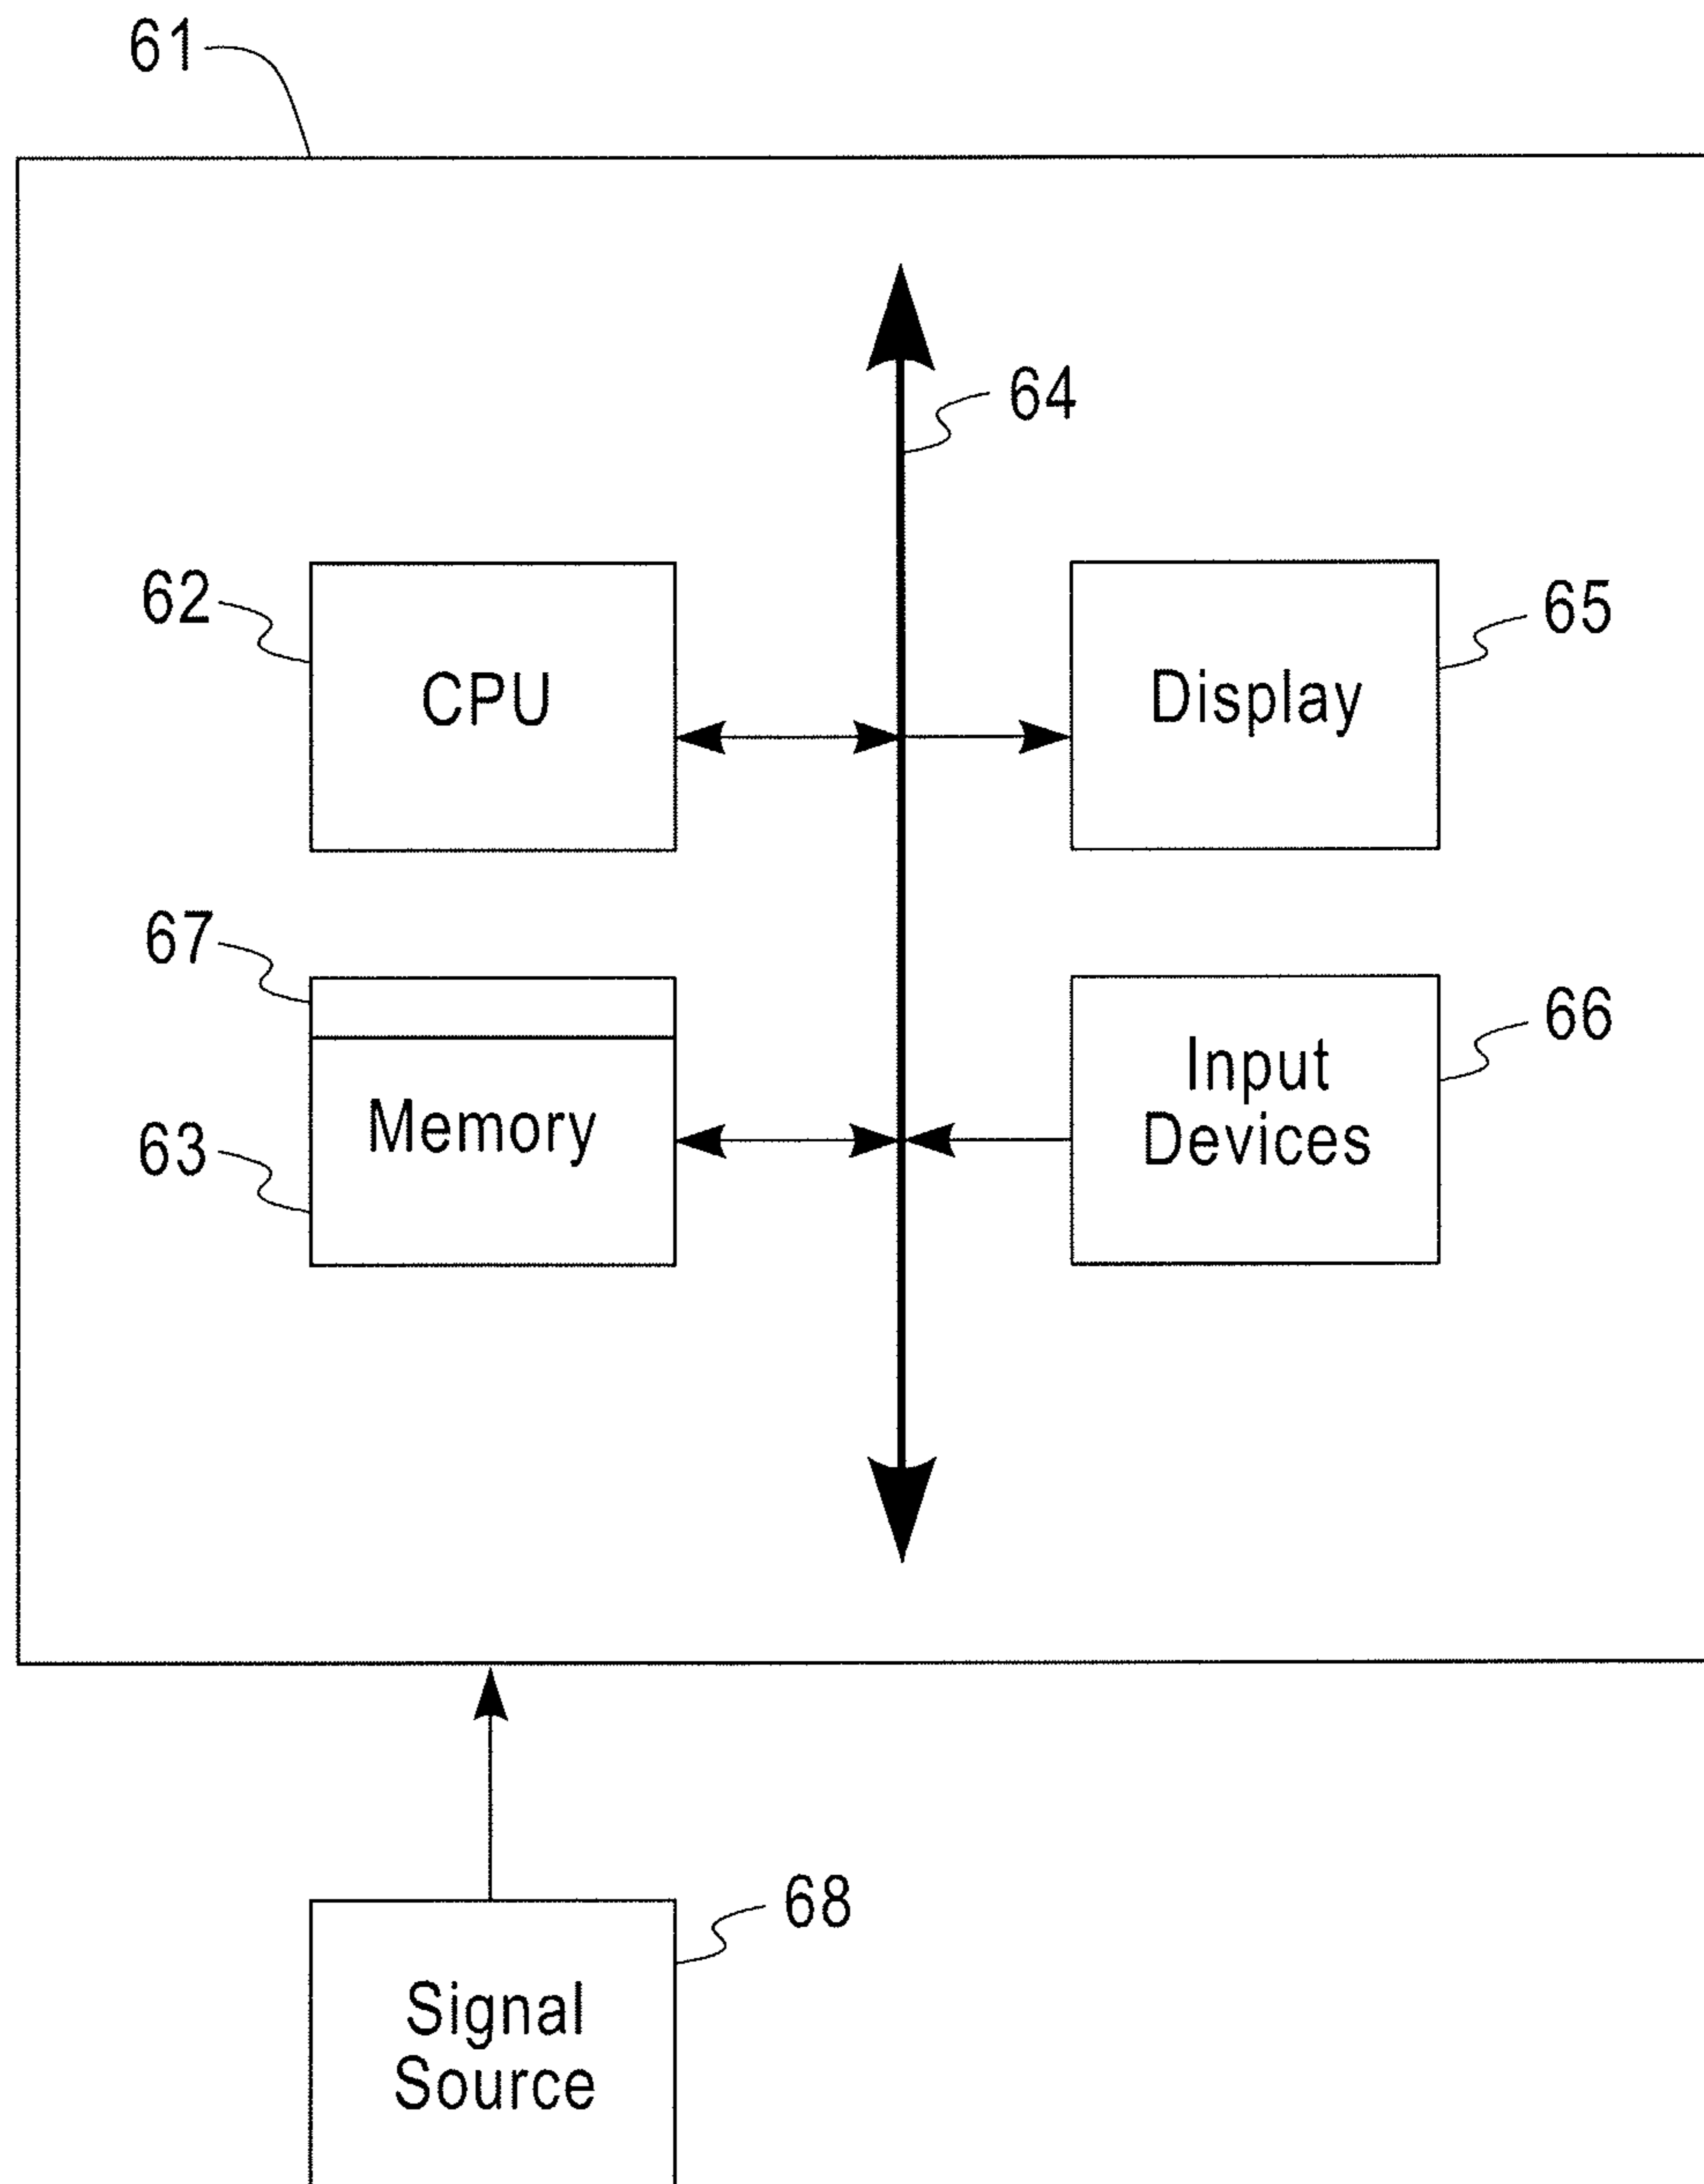 61
64
62
CPU
65
Display
67
63
Memory
66
Input
Devices
68
Signal
Source